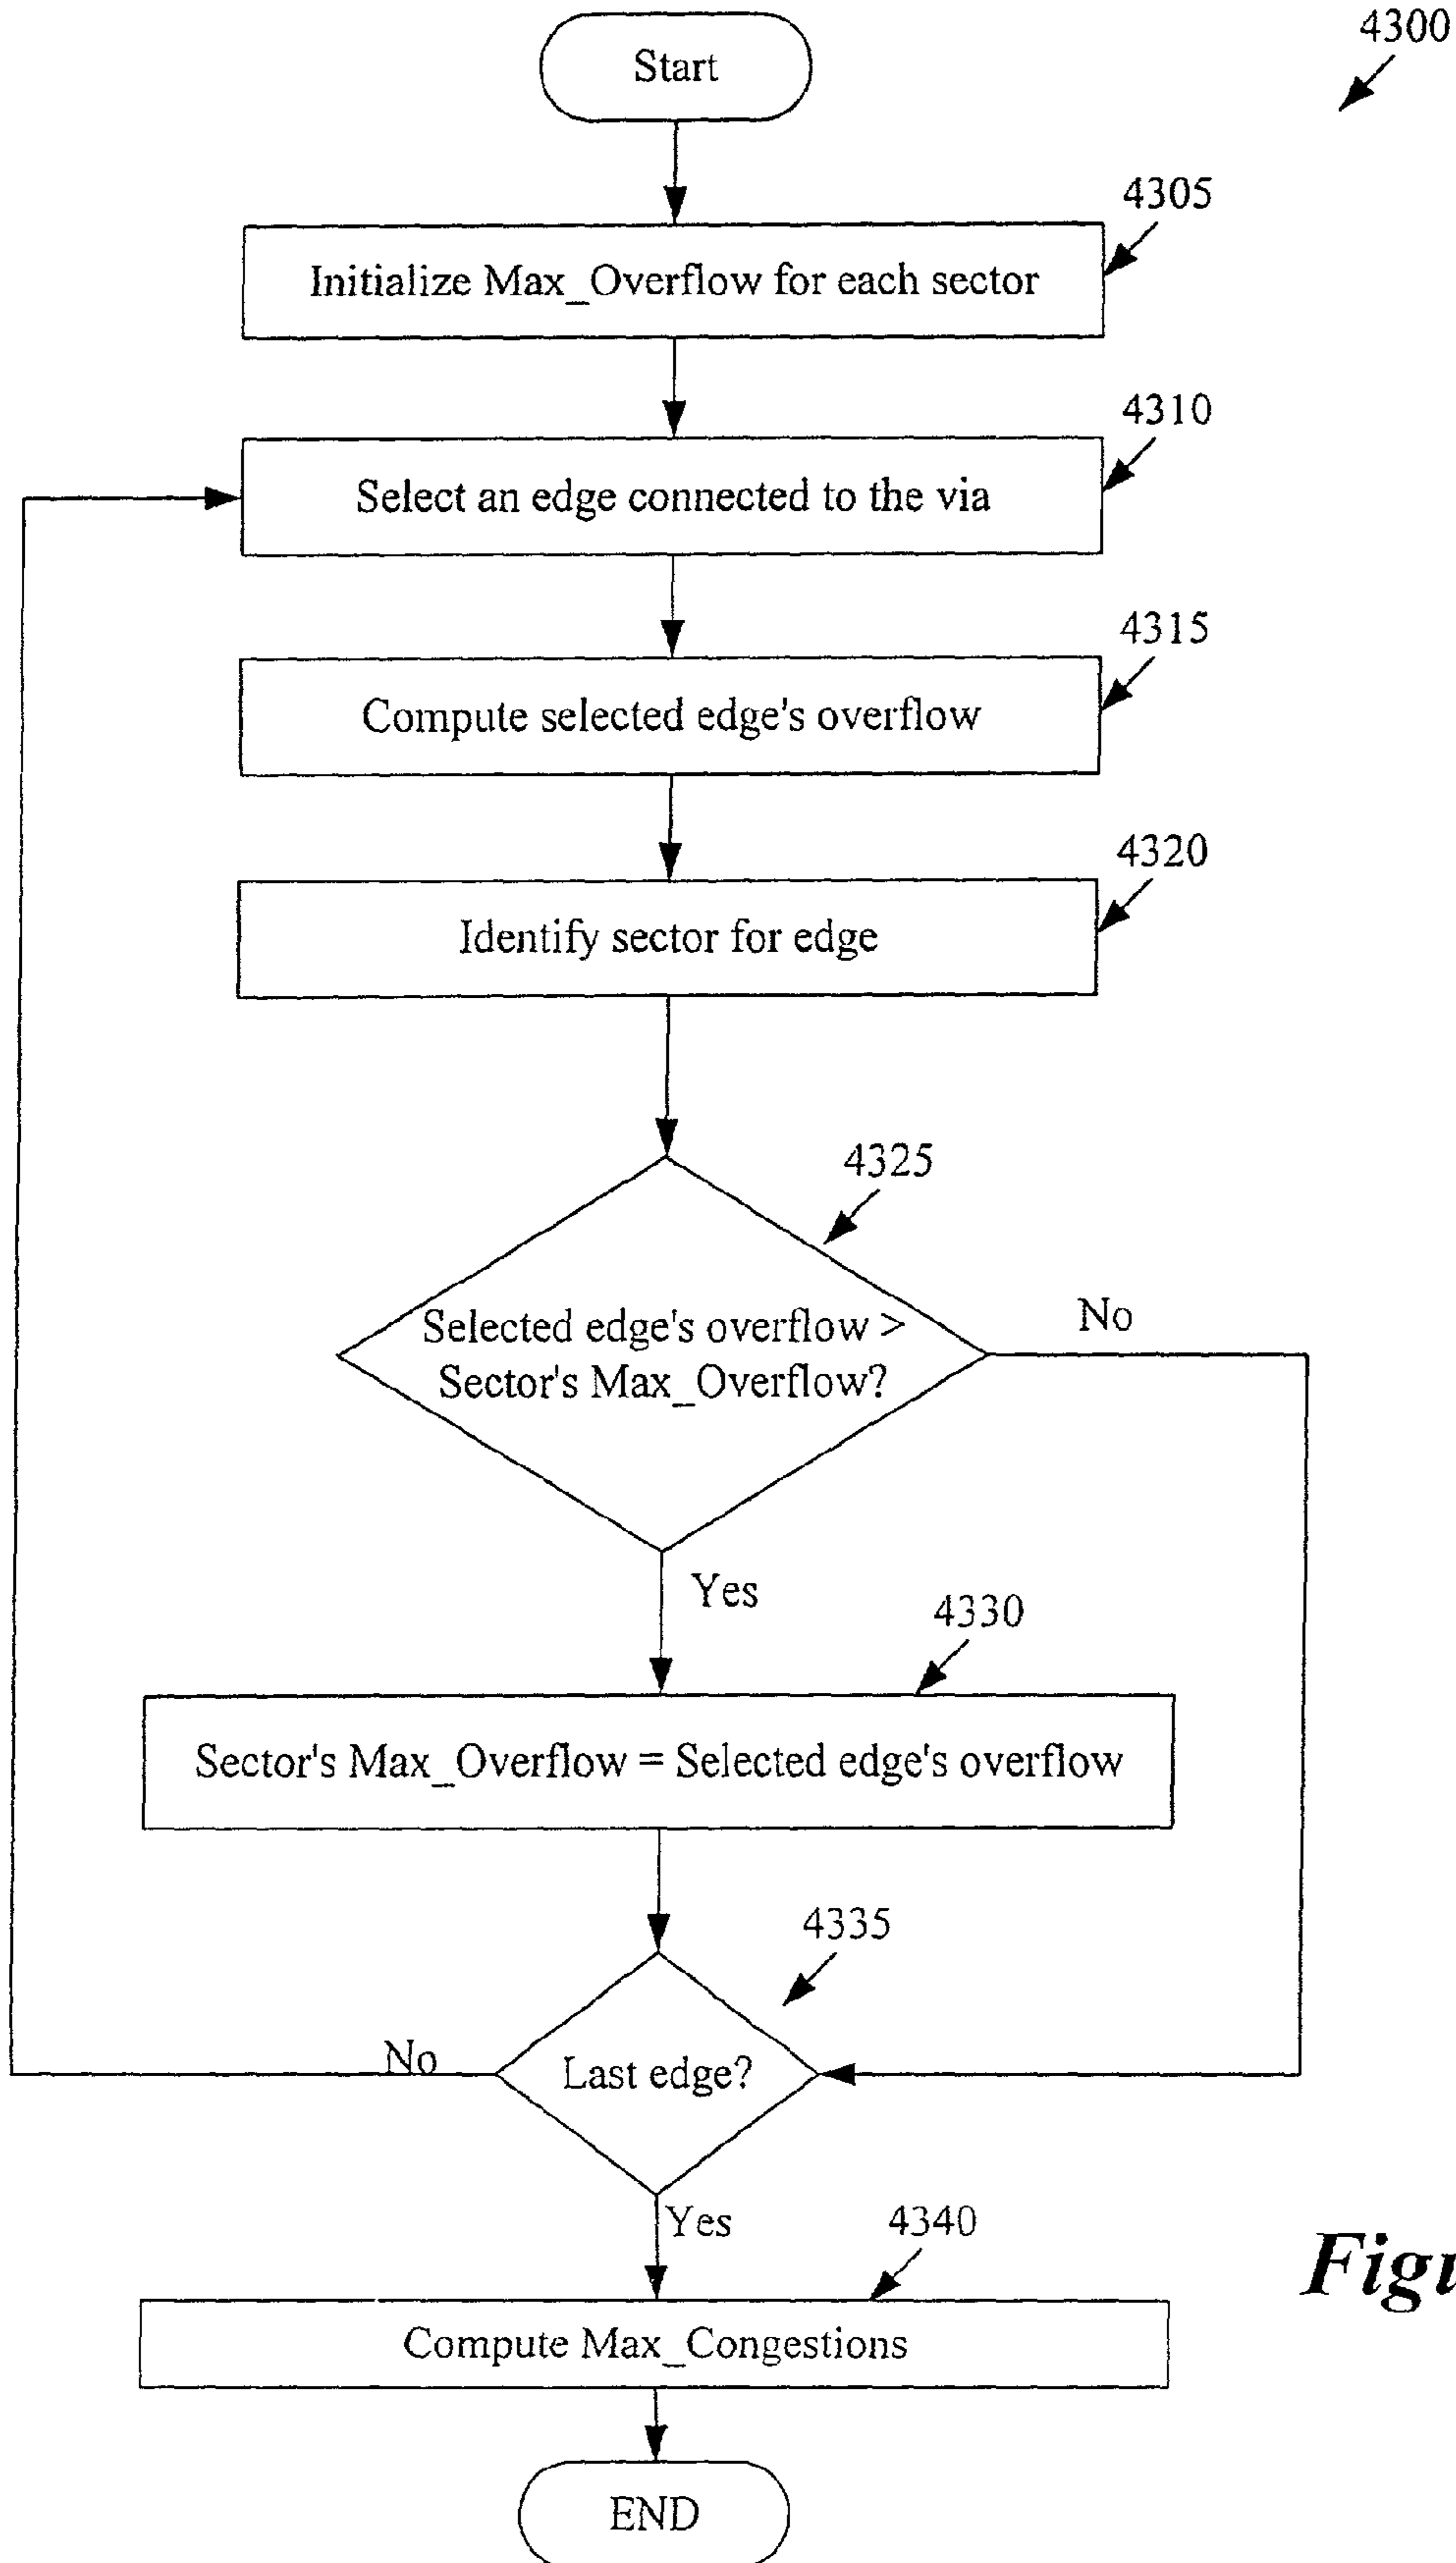 4300
Start
4305
Initialize Max_Overflow for each sector
4310
Select an edge connected to the via
4315
Compute selected edge's overflow
4320
Identify sector for edge
4325
Selected edge's overflow >
Sector's Max_Overflow?
No
Yes
4330
Sector's Max_Overflow = Selected edge's overflow
4335
No
Last edge?
Yes
4340
Compute Max_Congestions
END